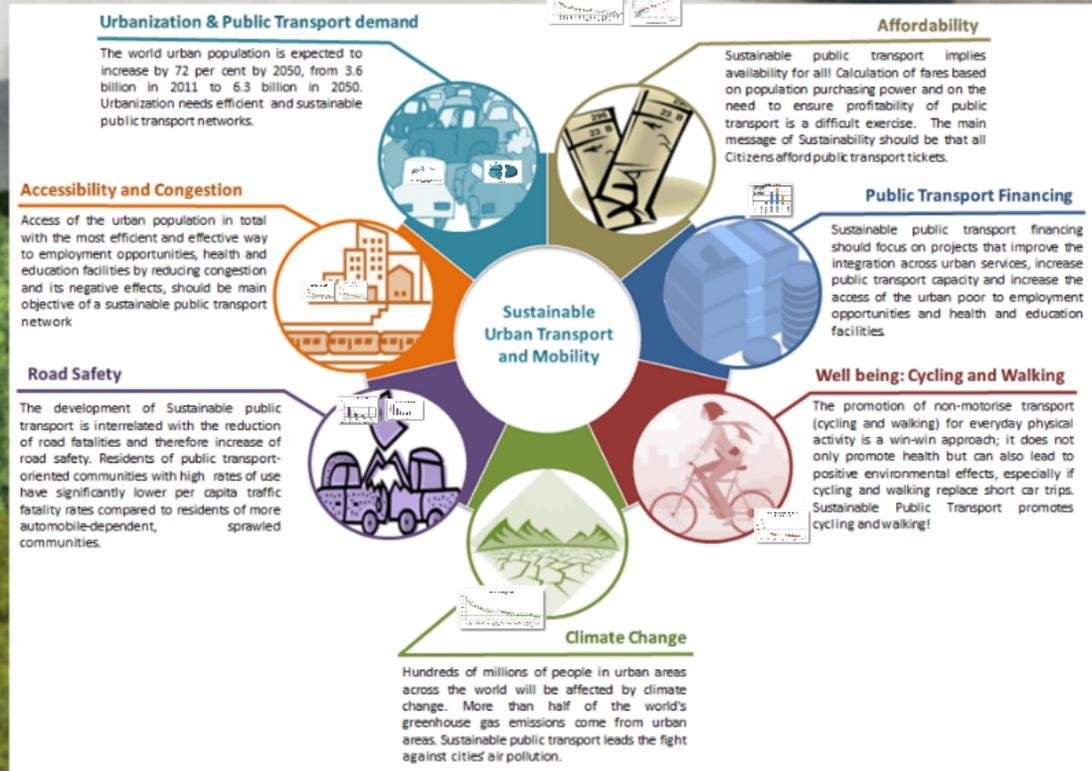 Urbanization & Public Transport demand
The world urban population is expected to
increase by 72 per cent by 2050, from 3.6
billion in 2011 to 6.3 billion in 2050.
Urbanization needs efficient and sustainable
public transport networks.
Affordability
Sustainable public transport implies
availability for all! Calculation of fares based
on population purchasing power and on the
need to ensure profitability of public
transport is a difficult exercise. The main
message of Sustainability should be that all
Citizens afford public transport tickets.
Accessibility and Congestion
Access of the urban population in total
with the most efficient and effective way
to employment opportunities, health and
education facilities by reducing congestion
and its negative effects, should be main
objective of a sustainable public transport
network
Public Transport Financing
Sustainable public transport financing
should focus on projects that improve the
integration across urban services, increase
public transport capacity and increase the
access of the urban poor to employment
opportunities and health and education
facilities.
Sustainable
Urban Transport
and Mobility
Road Safety
The development of Sustainable public
transport is interrelated with the reduction
of road fatalities and therefore increase of
road safety. Residents of public transport-
oriented communities with high rates of use
have significantly lower per capita traffic
fatality rates compared to residents of more
automobile-dependent, sprawled
communities.
Well being: Cycling and Walking
The promotion of non-motorise transport
(cycling and walking) for everyday physical
activity is a win-win approach; it does not
only promote health but can also lead to
positive environmental effects, especially if
cycling and walking replace short car trips.
Sustainable Public Transport promotes
cycling and walking!
Climate Change
Hundreds of millions of people in urban areas
across the world will be affected by climate
change. More than half of the world's
greenhouse gas emissions come from urban
areas. Sustainable public transport leads the fight
against cities' air pollution.
296
23 B
296
23 B